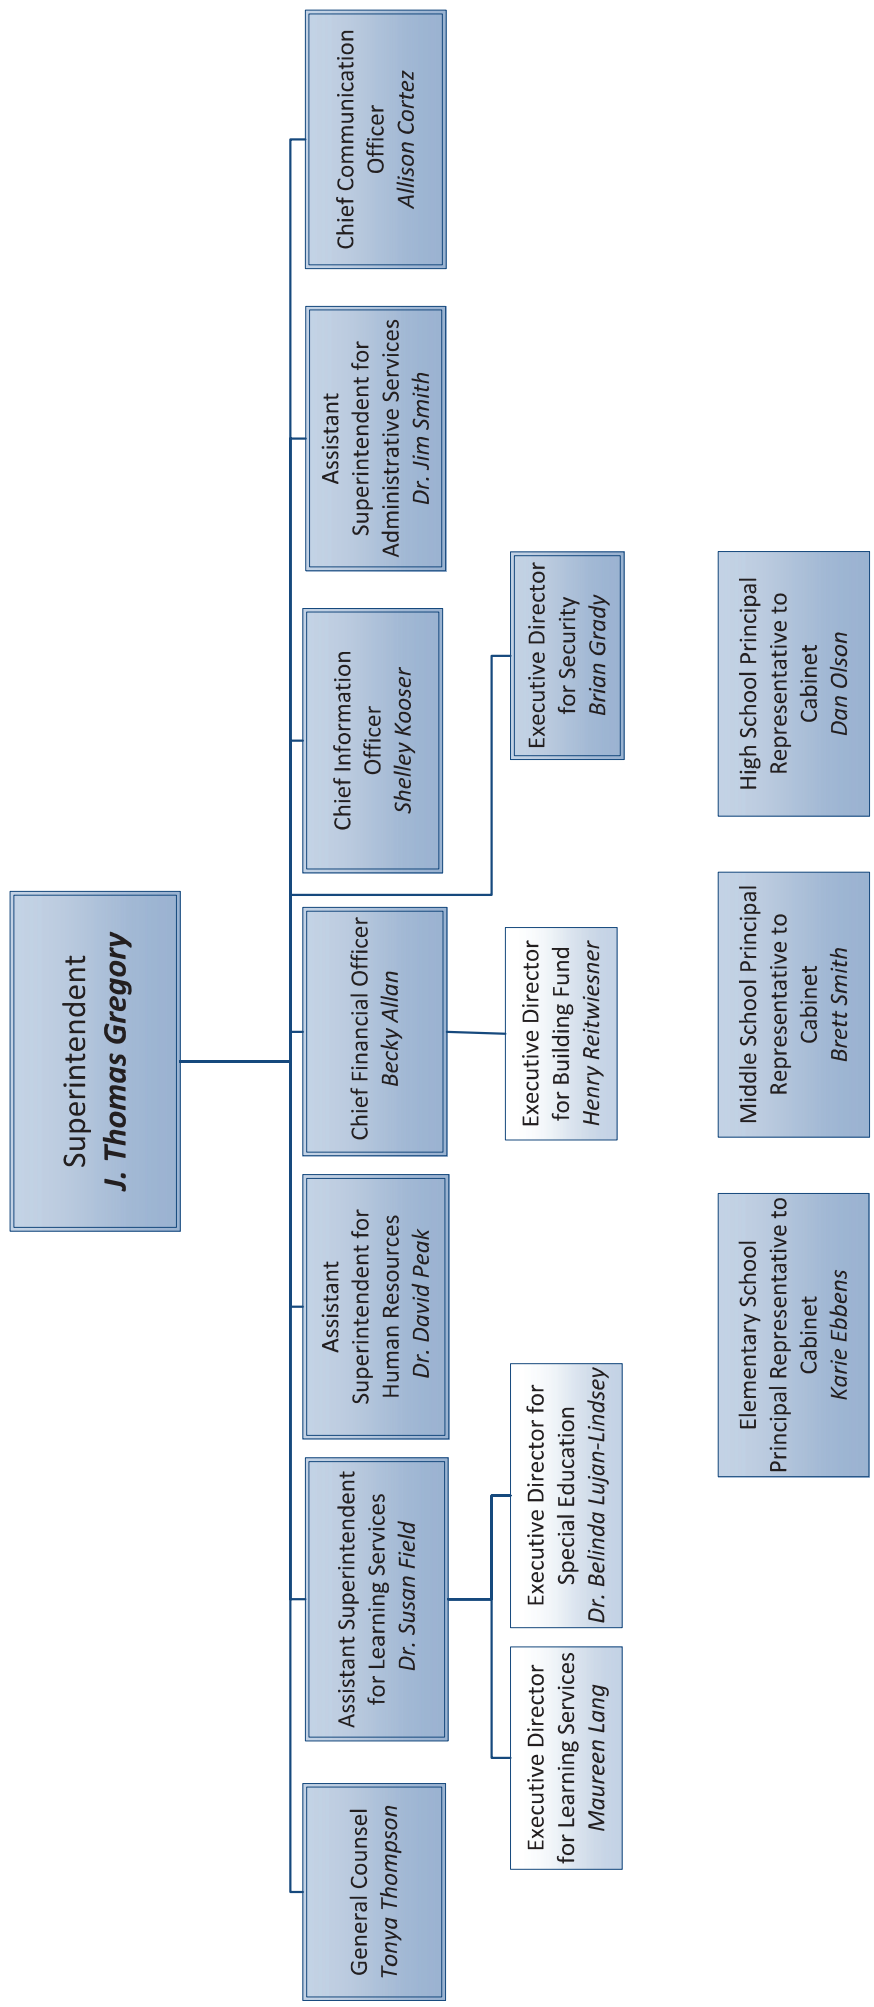 Superintendent
J. Thomas Gregory
General Counsel
Tonya Thompson
Assistant Superintendent
for Learning Services
Dr. Susan Field
Assistant
Superintendent for
Human Resources
Dr. David Peak
Chief Financial Officer
Becky Allan
Chief Information
Officer
Shelley Kooser
Assistant
Superintendent for
Administrative Services
Dr. Jim Smith
Chief Communication
Officer
Allison Cortez
Executive Director
for Learning Services
Maureen Lang
Executive Director for
Special Education
Dr. Belinda Lujan-Lindsey
Executive Director
for Building Fund
Henry Reitwiesner
Executive Director
for Security
Brian Grady
Elementary School
Principal Representative to
Cabinet
Karie Ebbens
Middle School Principal
Representative to
Cabinet
Brett Smith
High School Principal
Representative to
Cabinet
Dan Olson